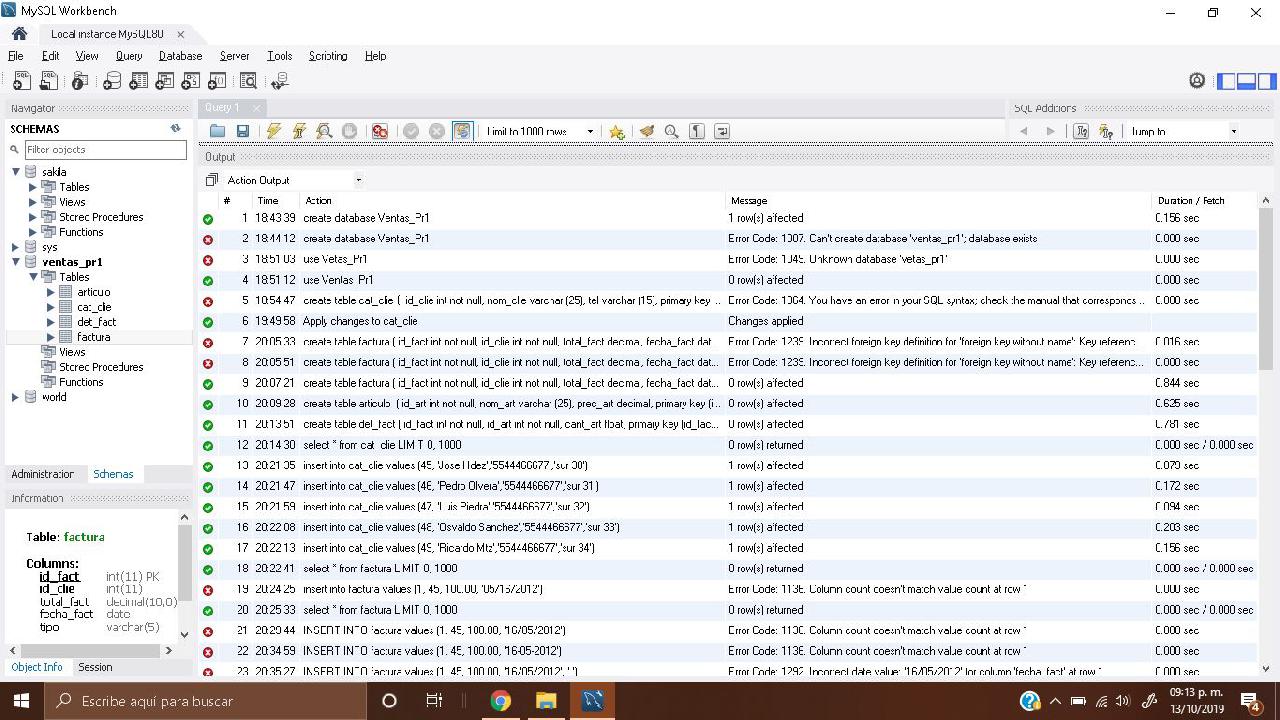 MySQL Workbench
Local instance MySQL80
File Edit View Query Database Server Tools Scripting Help
Navigator
SCHEMAS
Filter objects
sakila
Tables
Views
Stored Procedures
Functions
sys
ventas_pr1
Tables
articulo
cat_clie
det_fact
factura
Views
Stored Procedures
Functions
world
Administration Schemas
Information
Table: factura
Columns:
id_fact int(11) PK
id_clie int(11)
total_fact decimal(10,0)
fecha_fact date
tipo varchar(5)
Object Info Session
Query 1
Limit to 1000 rows
SQL Additions
Jump to
Output
Action Output
# Time Action Message Duration / Fetch
1 18:43:39 create database Ventas_Pr1 1 row(s) affected 0.156 sec
2 18:44:12 create database Ventas_Pr1 Error Code: 1007. Can't create database 'ventas_pr1'; database exists 0.000 sec
3 18:51:03 use Vetas_Pr1 Error Code: 1049. Unknown database 'vetas_pr1' 0.000 sec
4 18:51:12 use Ventas_Pr1 0 row(s) affected 0.000 sec
5 create table cat_clie ( id_clie int not null, nom_clie varchar (25), tel varchar (15), primary key ... Error Code: 1064. You have an error in your SQL syntax; check the manual that corresponds ... 0.000 sec
6 19:49:58 Apply changes to cat_clie Changes applied
7 20:05:33 create table factura ( id_fact int not null, id_clie int not null, total_fact decimal, fecha_fact dat... Error Code: 1239. Incorrect foreign key definition for 'foreign key without name': Key referenc... 0.016 sec
8 20:05:51 create table factura ( id_fact int not null, id_clie int not null, total_fact decimal, fecha_fact dat... Error Code: 1239. Incorrect foreign key definition for 'foreign key without name': Key referenc... 0.000 sec
9 20:07:21 create table factura ( id_fact int not null, id_clie int not null, total_fact decimal, fecha_fact dat... 0 row(s) affected 0.844 sec
10 20:09:28 create table articulo ( id_art int not null, nom_art varchar (25), prec_art decimal, primary key (i... 0 row(s) affected 0.625 sec
11 20:13:51 create table det_fact ( id_fact int not null, id_art int not null, cant_art float, primary key (id_fac... 0 row(s) affected 0.781 sec
12 20:14:30 select * from cat_clie LIMIT 0, 1000 0 row(s) returned 0.000 sec / 0.000 sec
13 20:21:35 insert into cat_clie values (45, 'Jose '5544466677','sur 30') 1 row(s) affected
14 20:21:47 insert into cat_clie values (46, 'Pedro Olvera','5544466677','sur 31') 1 row(s) affected 0.172 sec
15 20:21:59 insert into cat_clie values (47, 'Luis Piedra','5544466677','sur 32') 1 row(s) affected 0.094 sec
16 20:22:08 insert into cat_clie values (48, 'Osvaldo Sanchez','5544466677','sur 33') 1 row(s) affected 0.203 sec
17 20:22:13 insert into cat_clie values (49, 'Ricardo Mtz','5544466677','sur 34') 1 row(s) affected 0.156 sec
18 20:22:41 select * from factura LIMIT 0, 1000 0 row(s) returned 0.000 sec / 0.000 sec
19 20:24:25 insert into factura values (1, 45, 100.00, Error Code: 1136. Column count doesn't match value count at row 1 0.000 sec
20 20:25:33 select * from factura LIMIT 0, 1000 0 row(s) returned 0.000 sec / 0.000 sec
21 20:29:44 INSERT INTO factura values (1, 45, 100.00, '16/05/2012') Error Code: 1136. Column count doesn't match value count at row 1 0.000 sec
22 20:34:59 INSERT INTO factura values (1, 45, 100.00, '16-05-2012') Error Code: 1136. Column count doesn't match value count at row 1 0.000 sec
23 20:35:27 INSERT INTO factura values (1, 45, 100.00, '16/05/2012', Error Code: 1292. Incorrect date value: '16/05/2012' for column 'fecha_fact' at row 1 0.000 sec
Escribe aquí para buscar
09:13 p. m.
13/10/2019
4